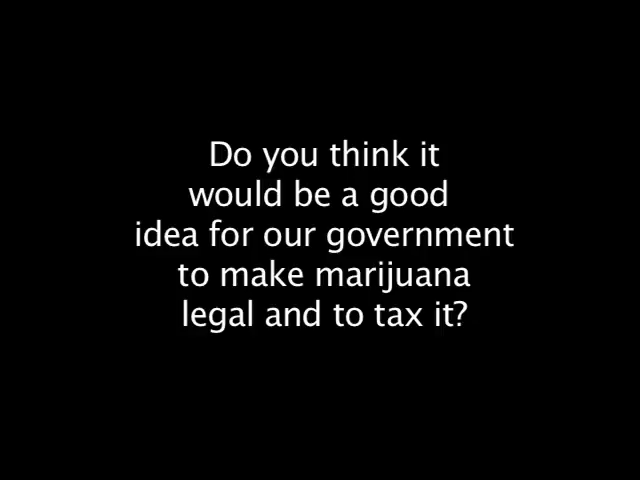 Do you think it
would be a good
idea for our government
to make marijuana
legal and to tax it?